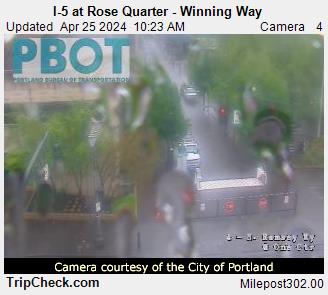 I-5 at Rose Quarter - Winning Way
Updated Apr 25 2024 10:23 AM Camera 4
PBOT
PORTLAND BUREAU OF TRANSPORTATION
Camera courtesy of the City of Portland
TripCheck.com Milepost302.00